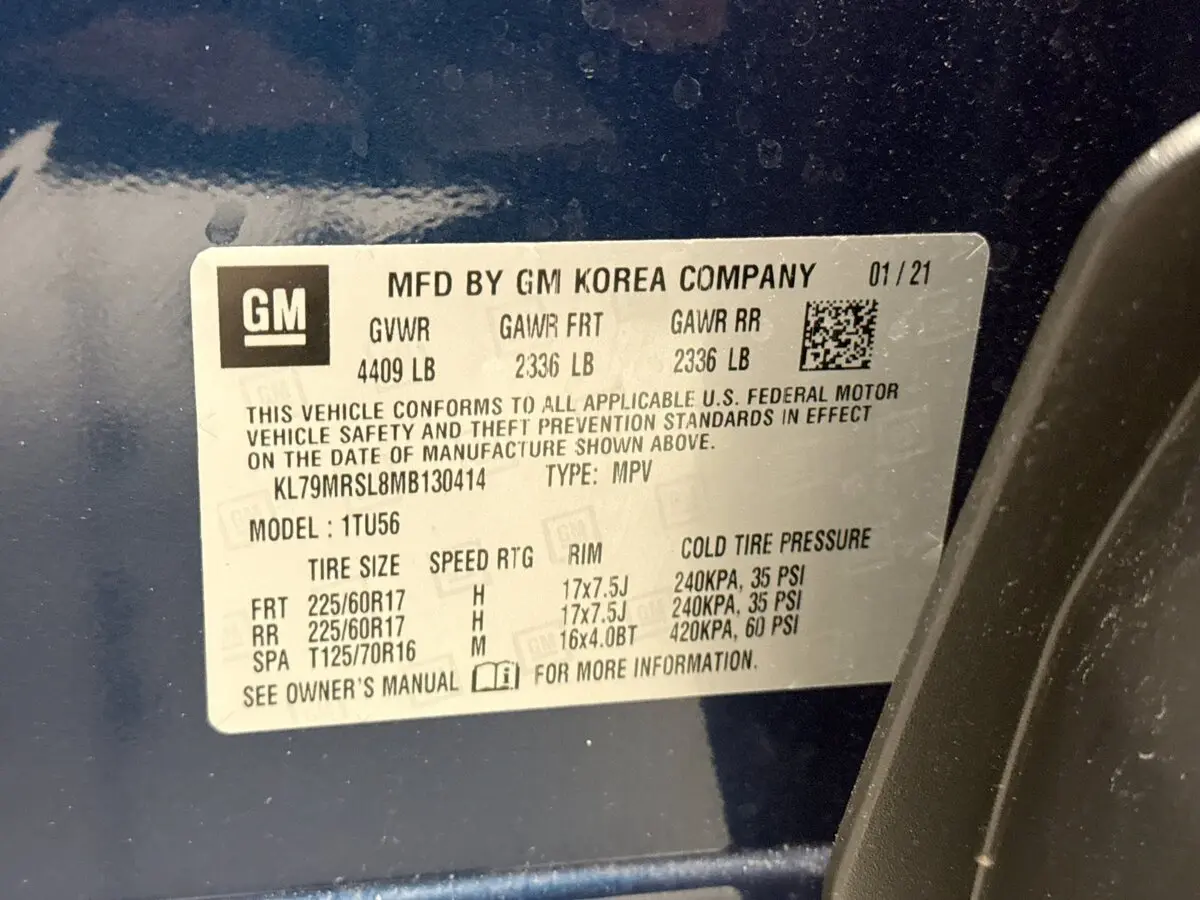 GM MFD BY GM KOREA COMPANY 01/21
GVWR GAWR FRT GAWR RR
4409 LB 2336 LB 2336 LB
THIS VEHICLE CONFORMS TO ALL APPLICABLE U.S. FEDERAL MOTOR
VEHICLE SAFETY AND THEFT PREVENTION STANDARDS IN EFFECT
ON THE DATE OF MANUFACTURE SHOWN ABOVE.
KL79MRSL8MB130414 TYPE: MPV
MODEL : 1TU56
TIRE SIZE SPEED RTG RIM COLD TIRE PRESSURE
FRT 225/60R17 H 17x7.5J 240KPA, 35 PSI
RR 225/60R17 H 17x7.5J 240KPA, 35 PSI
SPA T125/70R16 M 16x4.0BT 420KPA, 60 PSI
SEE OWNER'S MANUAL FOR MORE INFORMATION.